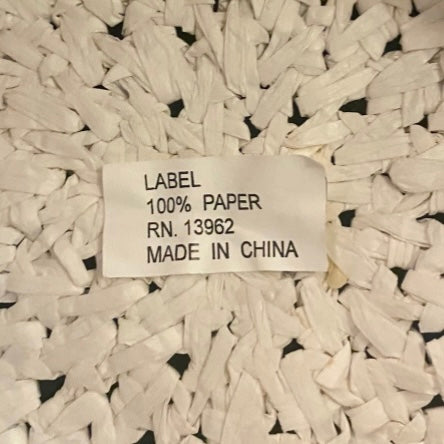 LABEL
100% PAPER
RN. 13962
MADE IN CHINA